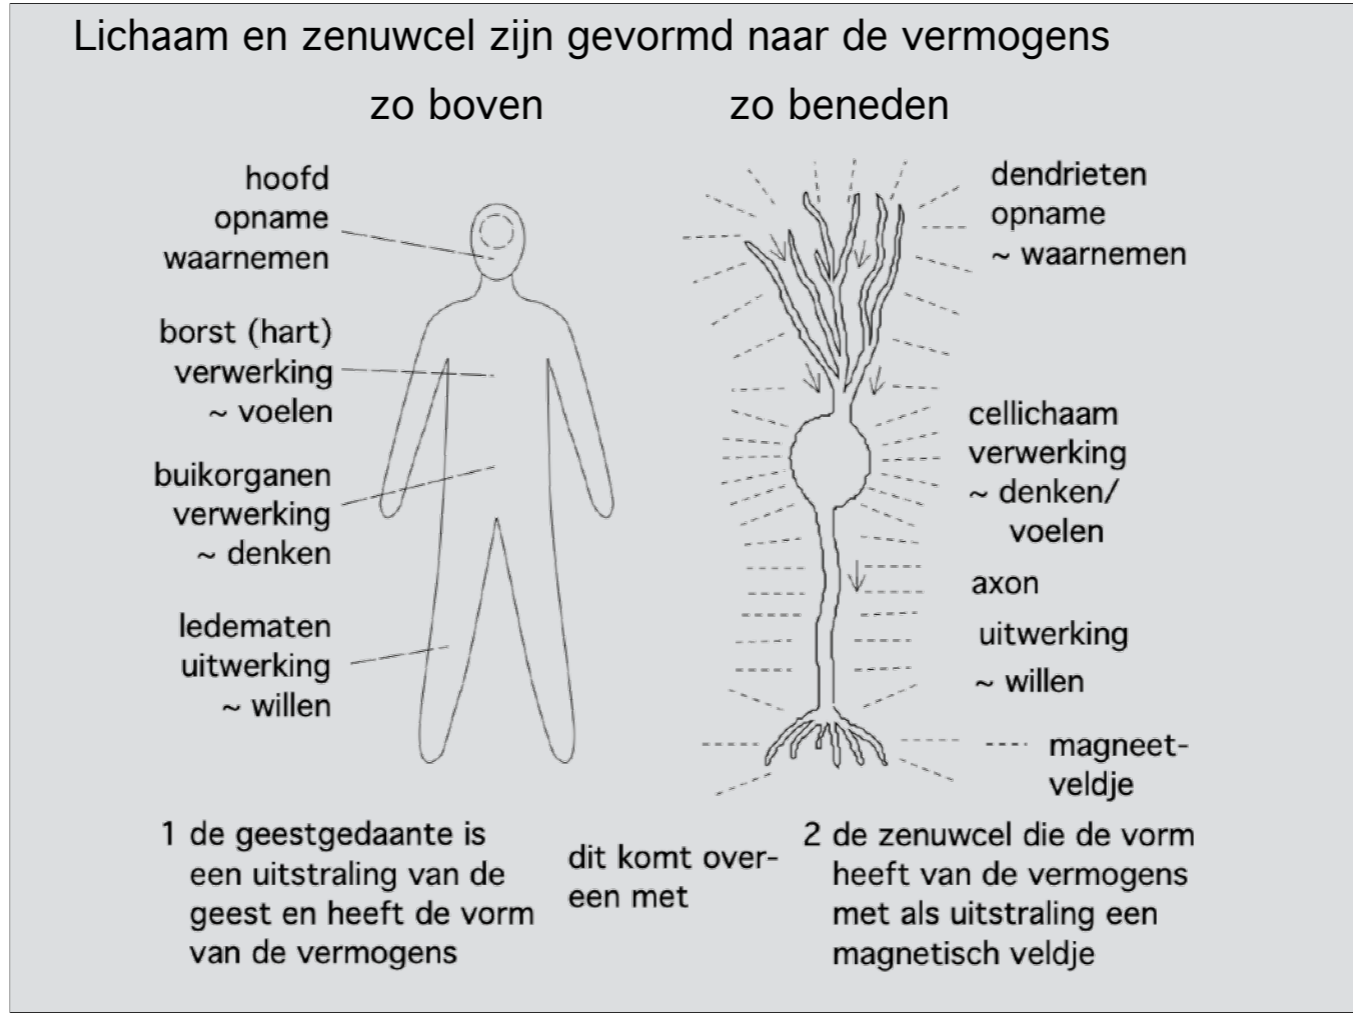 Lichaam en zenuwcel zijn gevormd naar de vermogens
zo boven
zo beneden
hoofd
opname
waarnemen
borst (hart)
verwerking
~ voelen
buikorganen
verwerking
~ denken
ledematen
uitwerking
~ willen
dendrieten
opname
~ waarnemen
cellichaam
verwerking
~ denken/
voelen
axon
uitwerking
~ willen
magneet-
veldje
1 de geestgedaante is
een uitstraling van de
geest en heeft de vorm
van de vermogens
dit komt over-
een met
2 de zenuwcel die de vorm
heeft van de vermogens
met als uitstraling een
magnetisch veldje